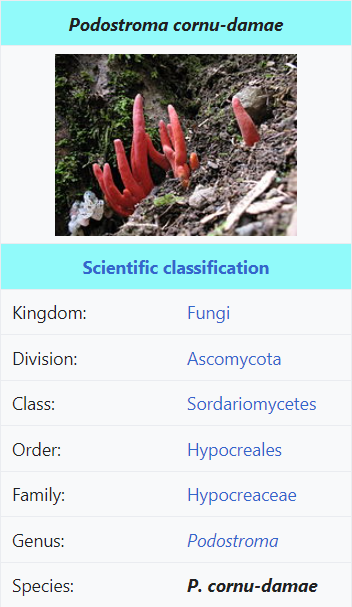 Podostroma cornu-damae
Scientific classification
Kingdom: Fungi
Division: Ascomycota
Class: Sordariomycetes
Order: Hypocreales
Family: Hypocreaceae
Genus: Podostroma
Species: P. cornu-damae